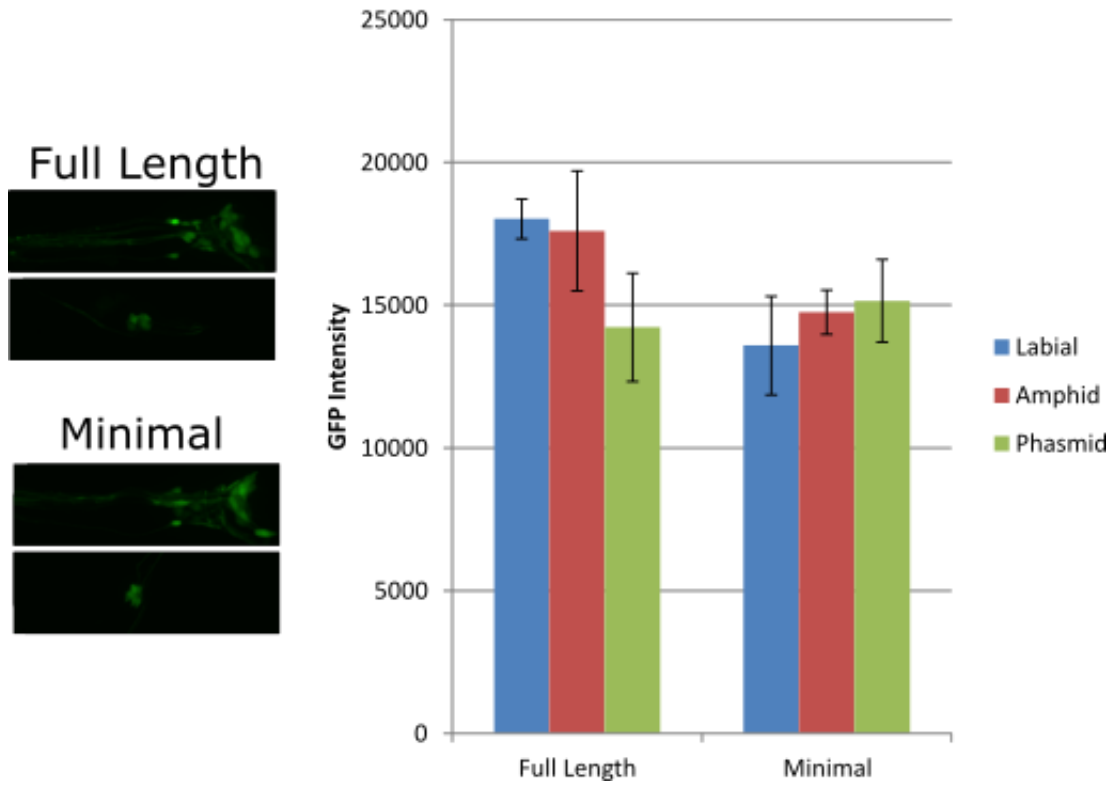 Full Length
Minimal
GFP Intensity
25000
20000
15000
10000
5000
0
Full Length
Minimal
Labial
Amphid
Phasmid